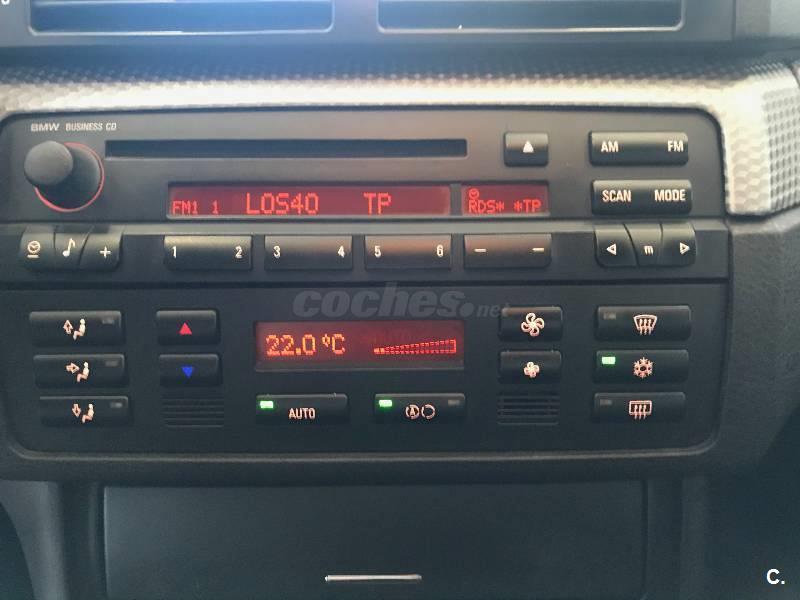 BMW BUSINESS CD
AM FM
FM1 1 LOS40 TP RDS* *TP
SCAN MODE
1 2 3 4 5 6 m
+ − −
coches.net
22.0 ºC
AUTO
A
C.